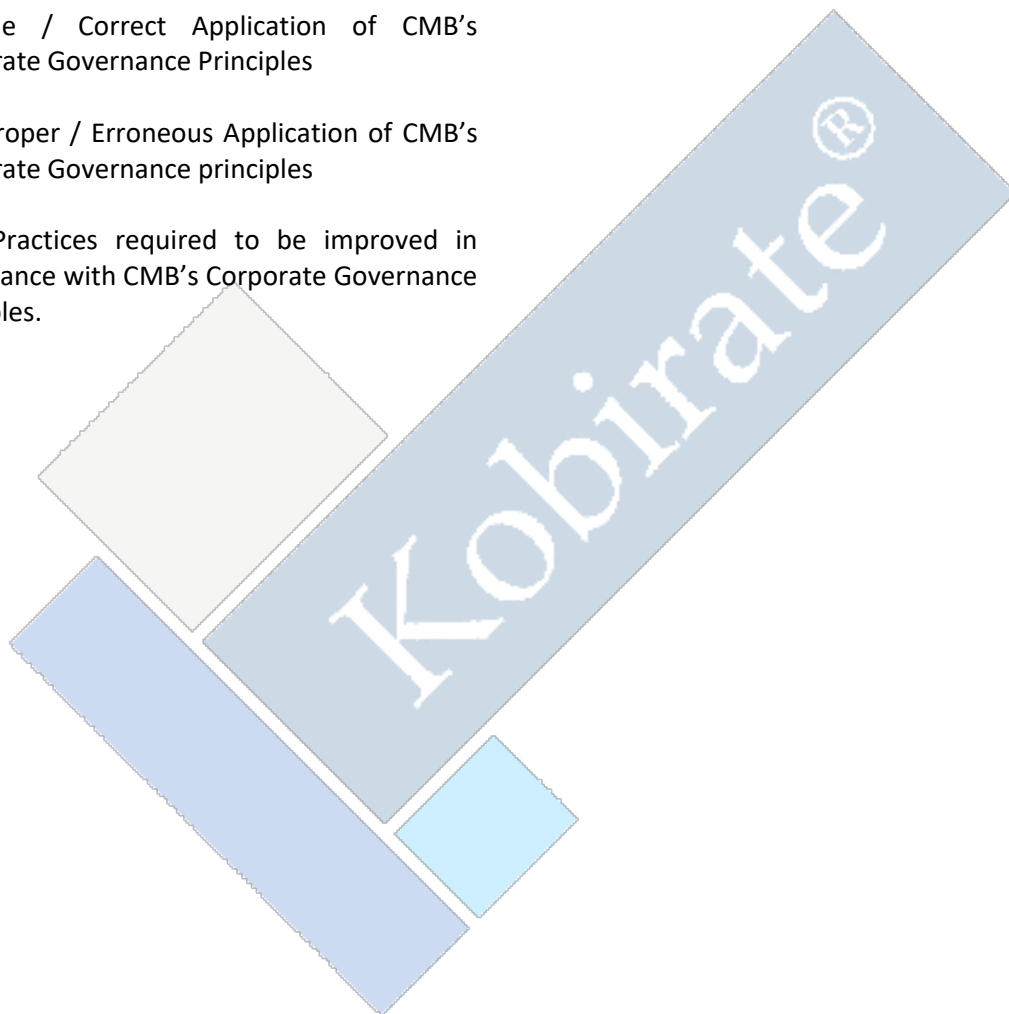 e / Correct Application of CMB’s
rate Governance Principles
roper / Erroneous Application of CMB’s
rate Governance principles
Practices required to be improved in
ance with CMB’s Corporate Governance
les.
Kobirate®